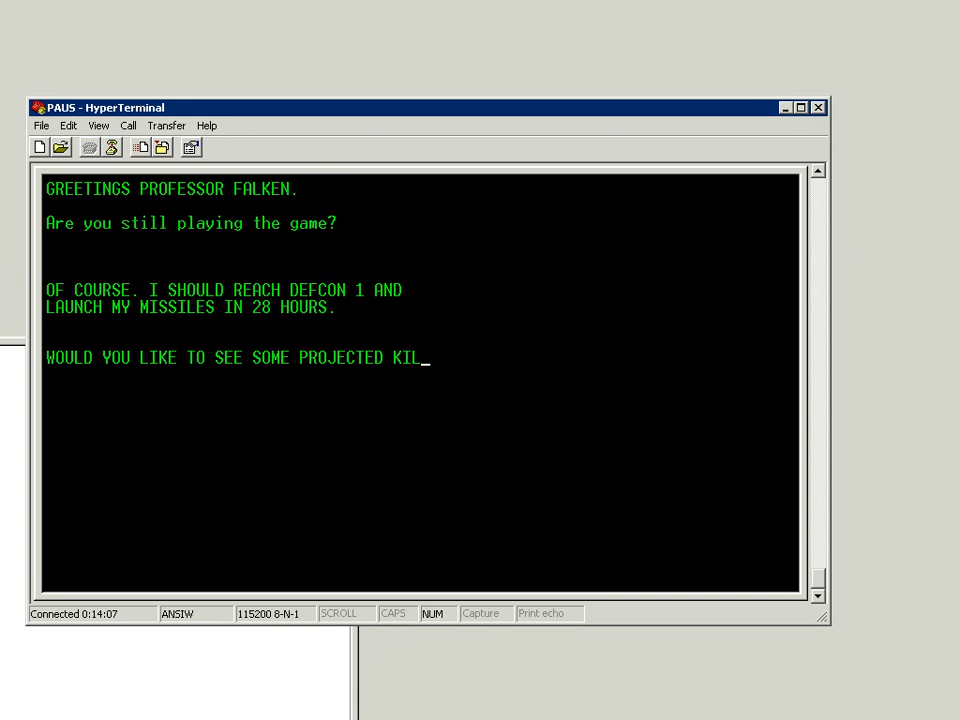 PAUS - HyperTerminal
File Edit View Call Transfer Help
GREETINGS PROFESSOR FALKEN.
Are you still playing the game?
OF COURSE. I SHOULD REACH DEFCON 1 AND
LAUNCH MY MISSILES IN 28 HOURS.
WOULD YOU LIKE TO SEE SOME PROJECTED KIL_
Connected 0:14:07 ANSIW 115200 8-N-1 SCROLL CAPS NUM Capture Print echo